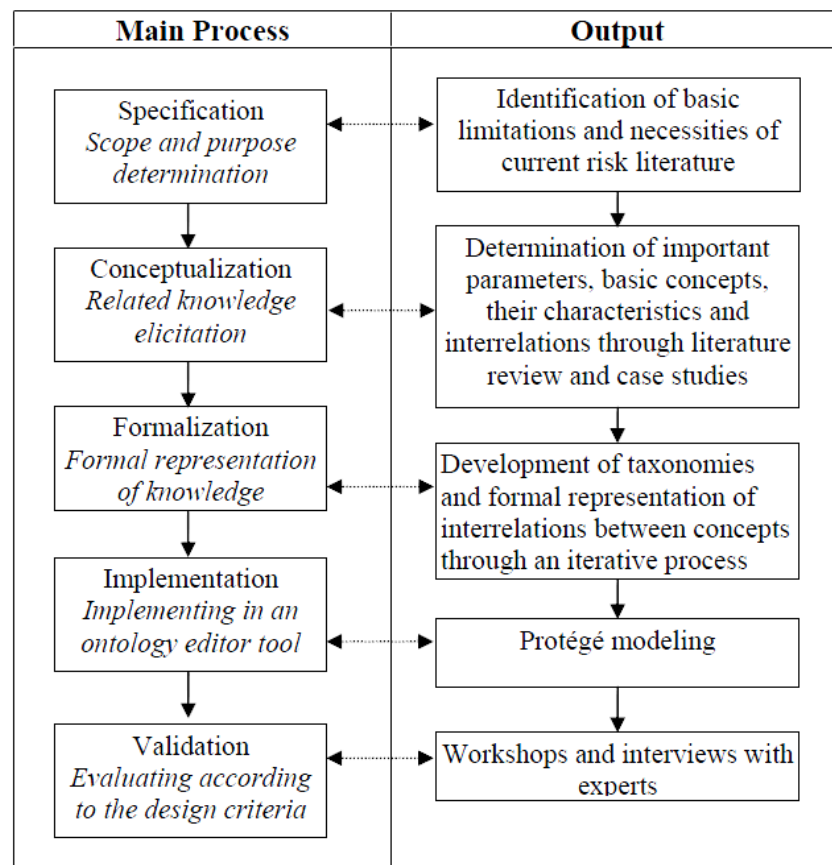 Main Process
Output
Specification
Scope and purpose
determination
Identification of basic
limitations and necessities of
current risk literature
Conceptualization
Related knowledge
elicitation
Determination of important
parameters, basic concepts,
their characteristics and
interrelations through literature
review and case studies
Formalization
Formal representation
of knowledge
Development of taxonomies
and formal representation of
interrelations between concepts
through an iterative process
Implementation
Implementing in an
ontology editor tool
Protégé modeling
Validation
Evaluating according
to the design criteria
Workshops and interviews with
experts